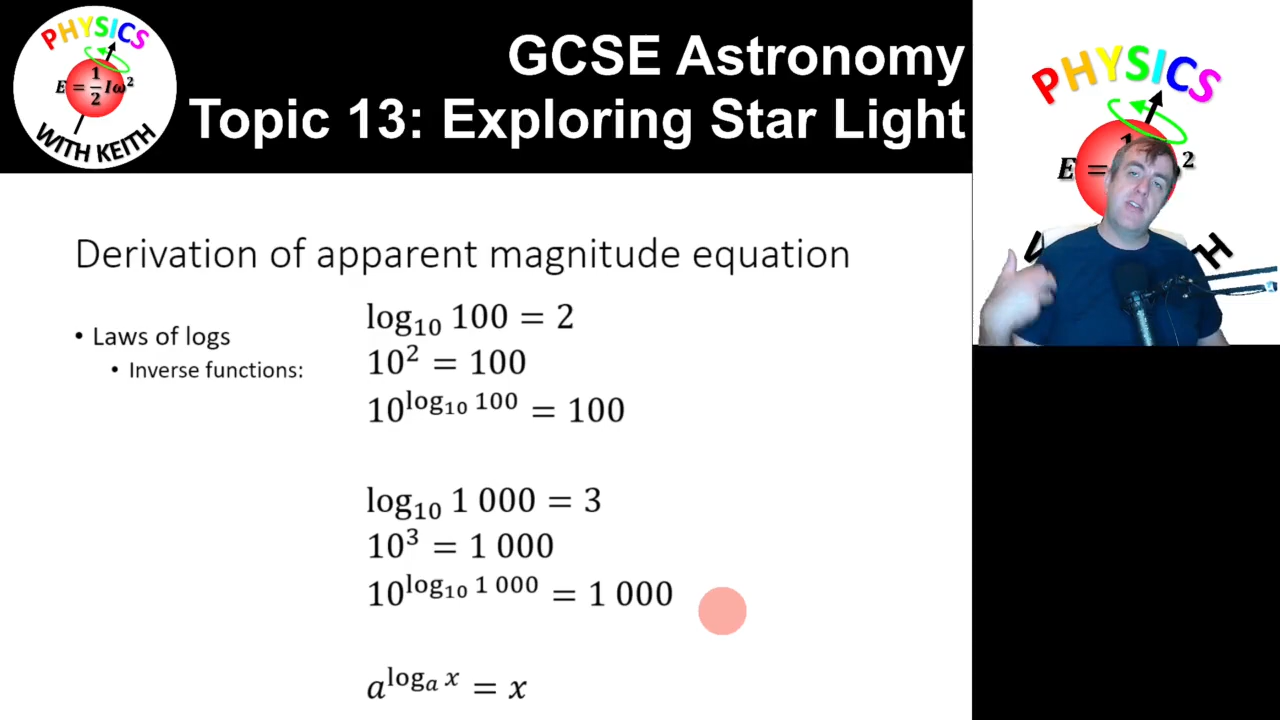 PHYSICS
E = 1/2 Iω²
WITH KEITH
GCSE Astronomy
Topic 13: Exploring Star Light
PHYSICS
E = 1 ²
H
Derivation of apparent magnitude equation
• Laws of logs
• Inverse functions:
log₁₀ 100 = 2
10² = 100
10^(log₁₀ 100) = 100
log₁₀ 1 000 = 3
10³ = 1 000
10^(log₁₀ 1 000) = 1 000
a^(logₐ x) = x